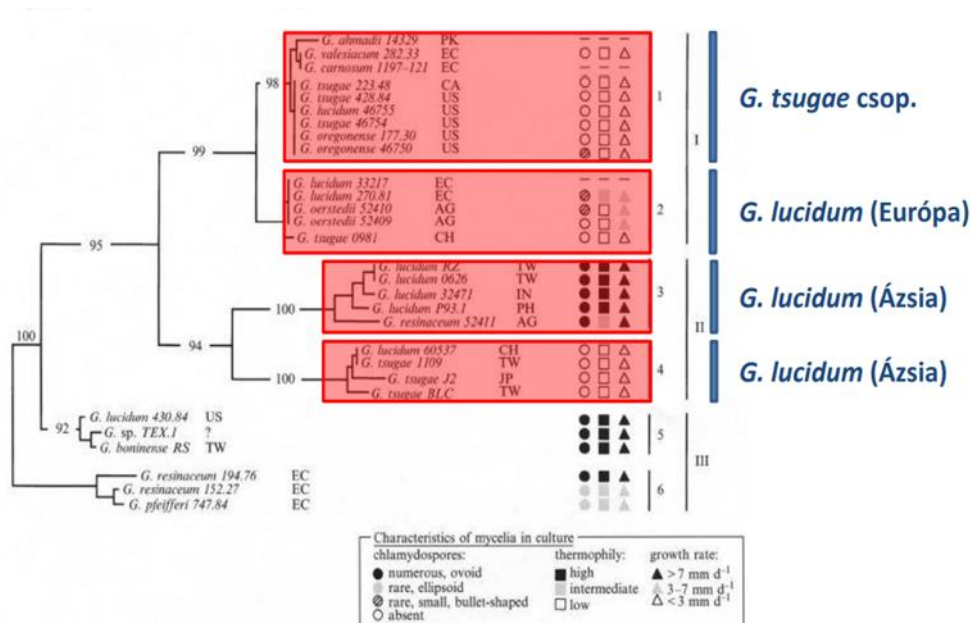 G. ahmadii 14329 PK
G. valesiacum 282.33 EC
G. carnosum 1197–121 EC
98
G. tsugae 223.48 CA
G. tsugae 428.84 US
1
G. lucidum 46755 US
G. tsugae csop.
G. tsugae 46754 US
G. oregonense 177.30 US
I
G. oregonense 46750 US
99
G. lucidum 33217 EC
G. lucidum 270.81 EC
G. oerstedii 52410 AG
2
G. lucidum (Európa)
G. oerstedii 52409 AG
G. tsugae 0981 CH
95
G. lucidum RZ TW
G. lucidum 0626 TW
G. lucidum 32471 IN
3
G. lucidum (Ázsia)
100
G. lucidum P93.1 PH
G. resinaceum 52411 AG
II
100
94
G. lucidum 60537 CH
G. tsugae 1109 TW
4
G. lucidum (Ázsia)
100
G. tsugae J2 JP
G. tsugae BLC TW
G. lucidum 430.84 US
92
G. sp. TEX.1 ?
5
G. boninense RS TW
III
G. resinaceum 194.76 EC
G. resinaceum 152.27 EC
6
G. pfeifferi 747.84 EC
Characteristics of mycelia in culture
chlamydospores: thermophily: growth rate:
numerous, ovoid high >7 mm d⁻¹
rare, ellipsoid intermediate 3–7 mm d⁻¹
rare, small, bullet-shaped low <3 mm d⁻¹
absent